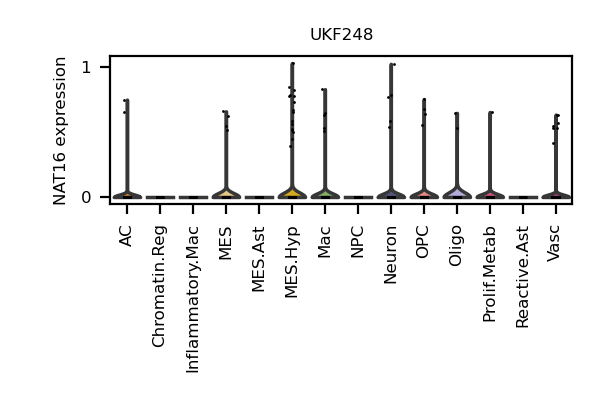 UKF248
NAT16 expression
1
0
AC
Chromatin.Reg
Inflammatory.Mac
MES
MES.Ast
MES.Hyp
Mac
NPC
Neuron
OPC
Oligo
Prolif.Metab
Reactive.Ast
Vasc